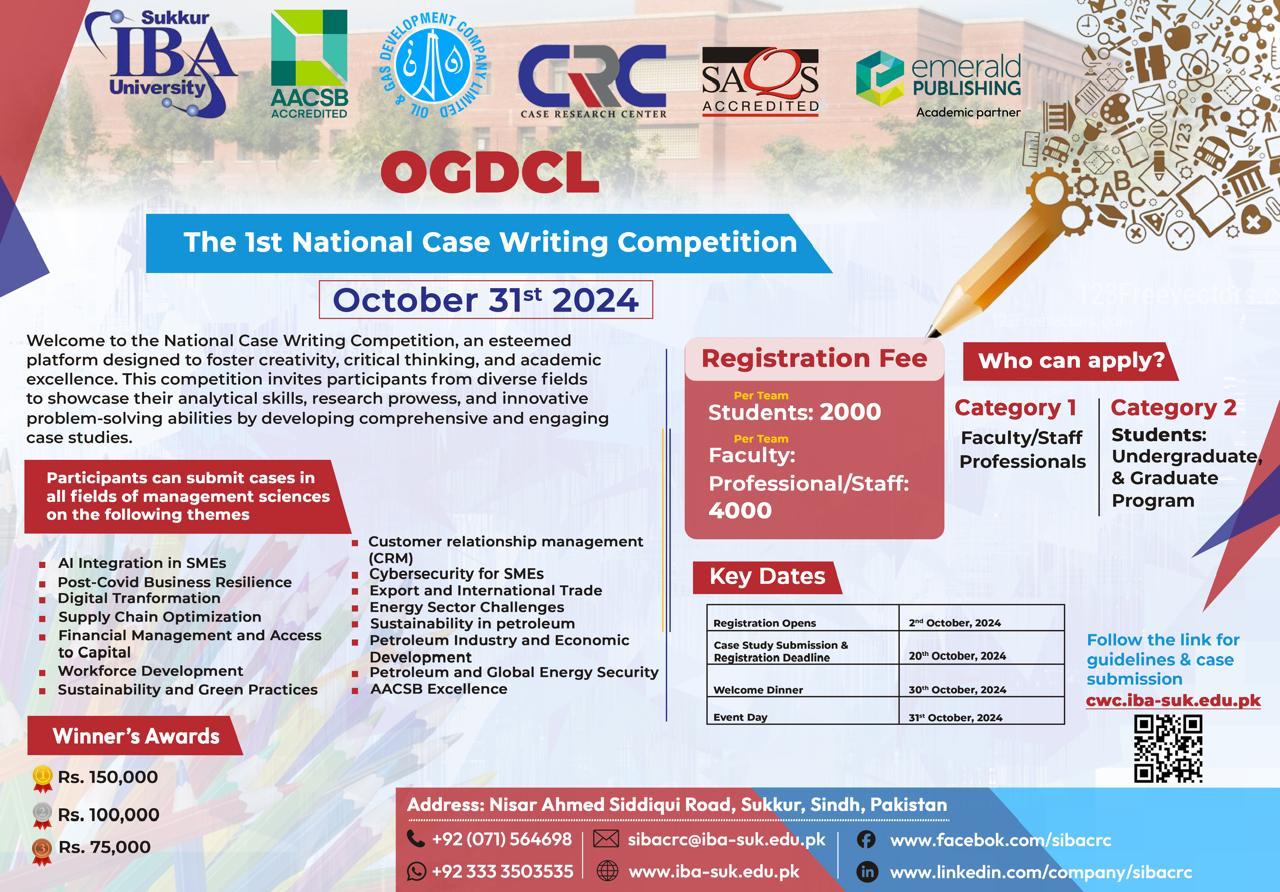 Sukkur
IBA
University
AACSB
ACCREDITED
OIL & GAS DEVELOPMENT COMPANY LIMITED
CRC
CASE RESEARCH CENTER
SAQS
ACCREDITED
emerald
PUBLISHING
Academic partner
OGDCL
The 1st National Case Writing Competition
October 31st 2024
Welcome to the National Case Writing Competition, an esteemed
platform designed to foster creativity, critical thinking, and academic
excellence. This competition invites participants from diverse fields
to showcase their analytical skills, research prowess, and innovative
problem-solving abilities by developing comprehensive and engaging
case studies.
Participants can submit cases in
all fields of management sciences
on the following themes
AI Integration in SMEs
Post-Covid Business Resilience
Digital Tranformation
Supply Chain Optimization
Financial Management and Access
to Capital
Workforce Development
Sustainability and Green Practices
Customer relationship management
(CRM)
Cybersecurity for SMEs
Export and International Trade
Energy Sector Challenges
Sustainability in petroleum
Petroleum Industry and Economic
Development
Petroleum and Global Energy Security
AACSB Excellence
Winner's Awards
1 Rs. 150,000
2 Rs. 100,000
3 Rs. 75,000
Registration Fee
Per Team
Students: 2000
Per Team
Faculty:
Professional/Staff:
4000
Who can apply?
Category 1
Faculty/Staff
Professionals
Category 2
Students:
Undergraduate,
& Graduate
Program
Key Dates
Registration Opens 2nd October, 2024
Case Study Submission &
Registration Deadline 20th October, 2024
Welcome Dinner 30th October, 2024
Event Day 31st October, 2024
Follow the link for
guidelines & case
submission
cwc.iba-suk.edu.pk
Address: Nisar Ahmed Siddiqui Road, Sukkur, Sindh, Pakistan
+92 (071) 564698
sibacrc@iba-suk.edu.pk
www.facebok.com/sibacrc
+92 333 3503535
www.iba-suk.edu.pk
www.linkedin.com/company/sibacrc